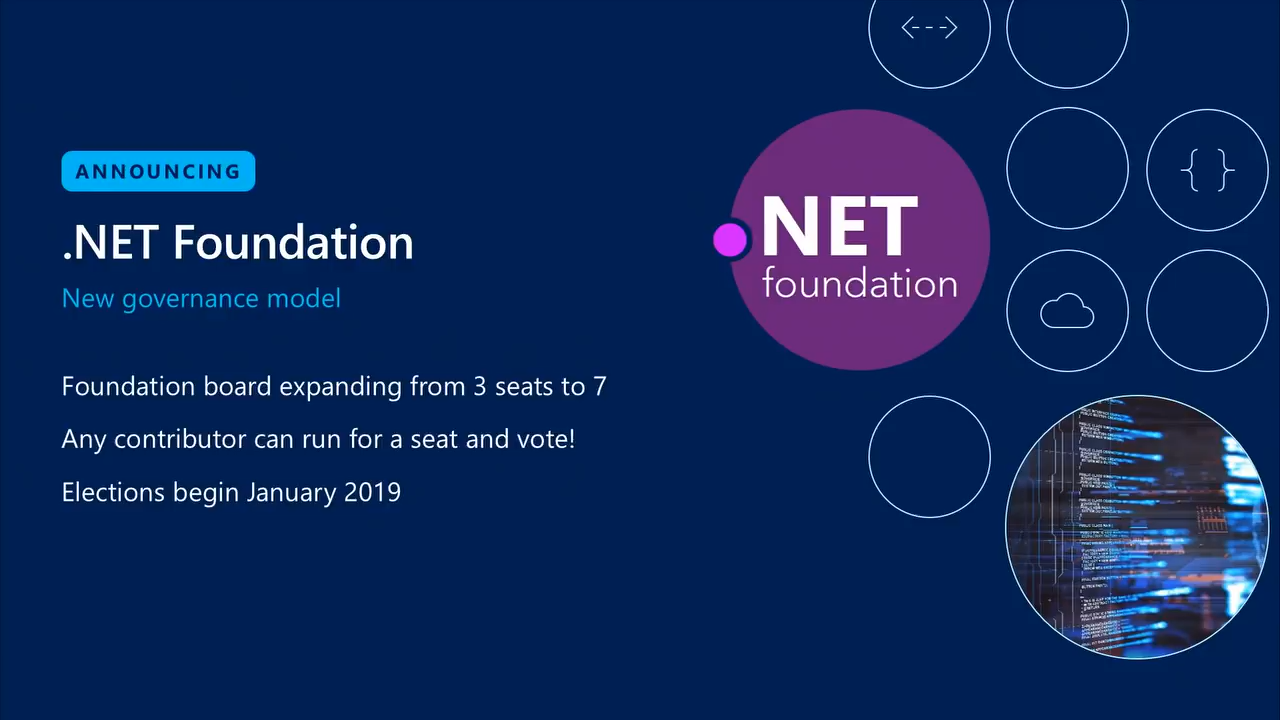 ANNOUNCING
.NET Foundation
New governance model
Foundation board expanding from 3 seats to 7
Any contributor can run for a seat and vote!
Elections begin January 2019
NET
foundation